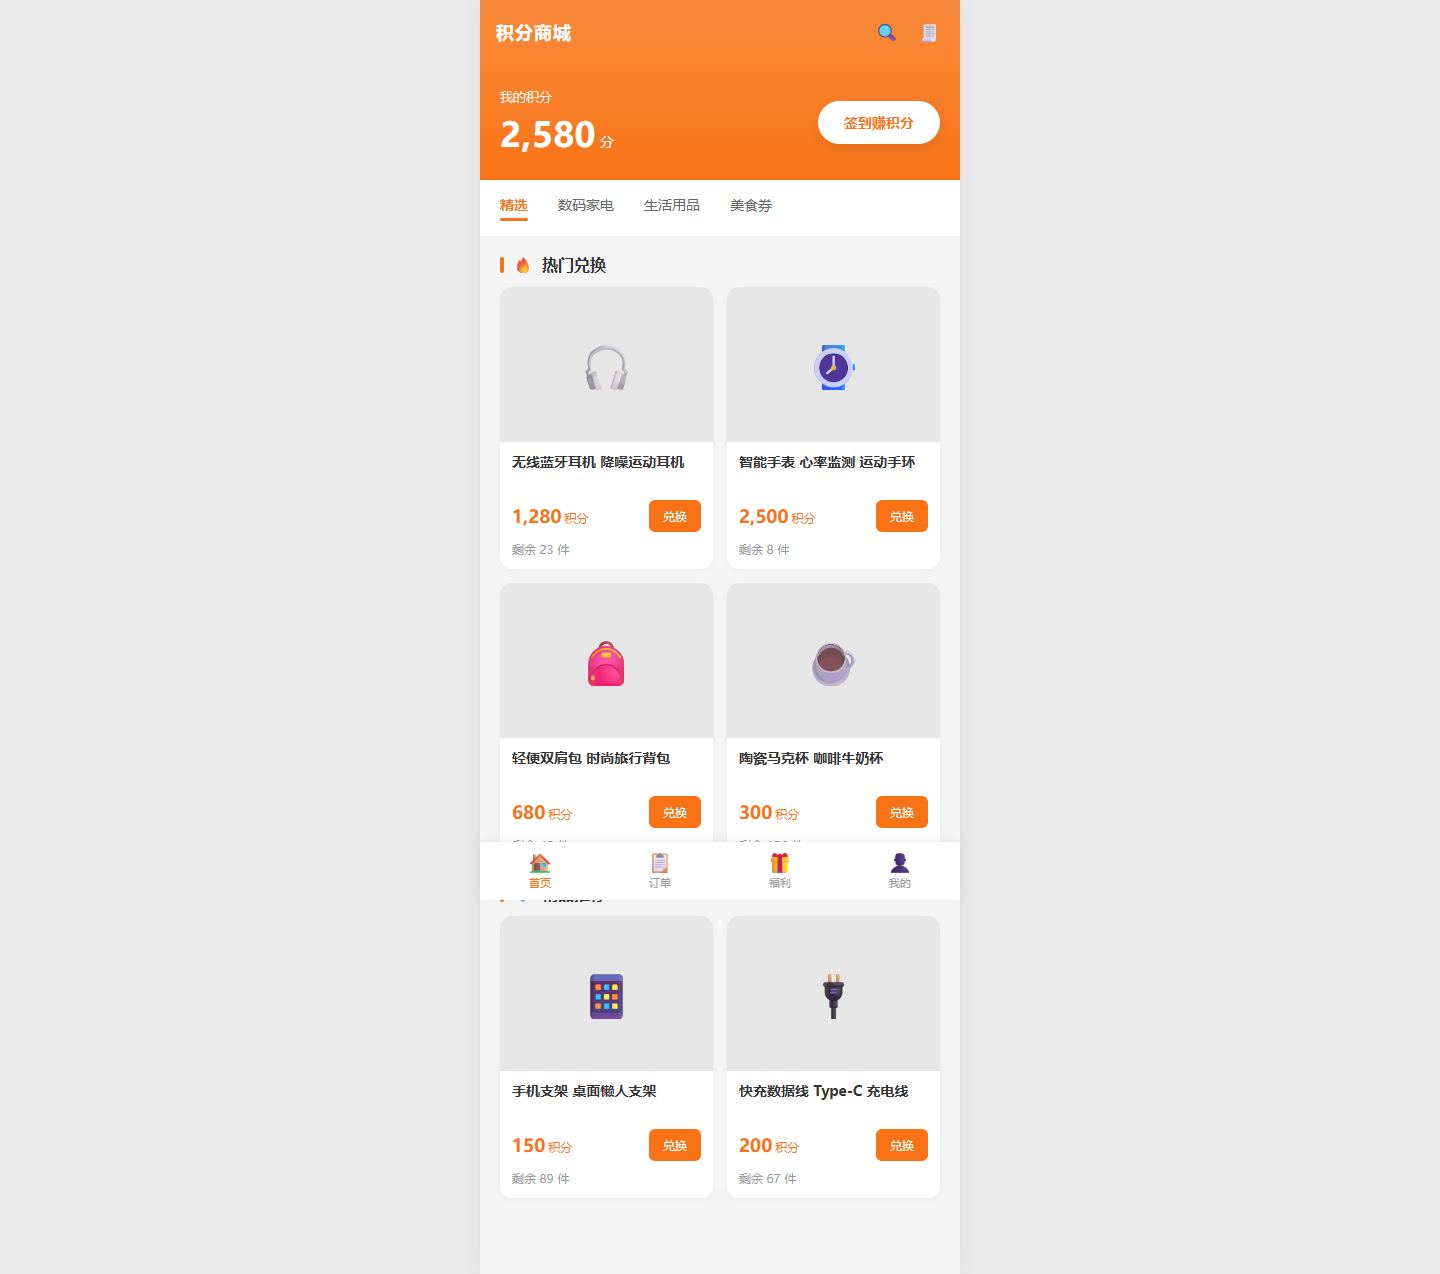 积分商城
我的积分
2,580 分
签到赚积分
精选 数码家电 生活用品 美食券
热门兑换
无线蓝牙耳机 降噪运动耳机
1,280 积分 兑换
剩余 23 件
智能手表 心率监测 运动手环
2,500 积分 兑换
剩余 8 件
轻便双肩包 时尚旅行背包
680 积分 兑换
陶瓷马克杯 咖啡牛奶杯
300 积分 兑换
首页 订单 福利 我的
手机支架 桌面懒人支架
150 积分 兑换
剩余 89 件
快充数据线 Type-C 充电线
200 积分 兑换
剩余 67 件